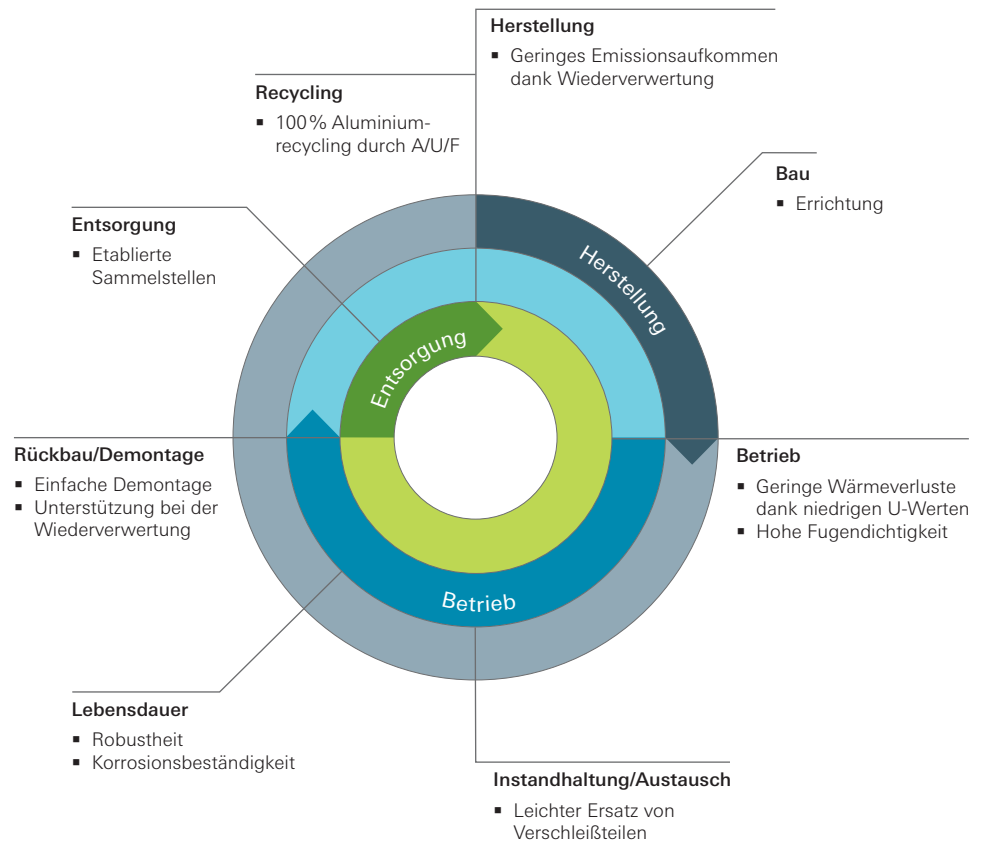 Herstellung
▪ Geringes Emissionsaufkommen
dank Wiederverwertung
Recycling
▪ 100% Aluminium-
recycling durch A/U/F
Bau
▪ Errichtung
Entsorgung
▪ Etablierte
Sammelstellen
Herstellung
Entsorgung
Betrieb
Rückbau/Demontage
▪ Einfache Demontage
▪ Unterstützung bei der
Wiederverwertung
Betrieb
▪ Geringe Wärmeverluste
dank niedrigen U-Werten
▪ Hohe Fugendichtigkeit
Lebensdauer
▪ Robustheit
▪ Korrosionsbeständigkeit
Instandhaltung/Austausch
▪ Leichter Ersatz von
Verschleißteilen